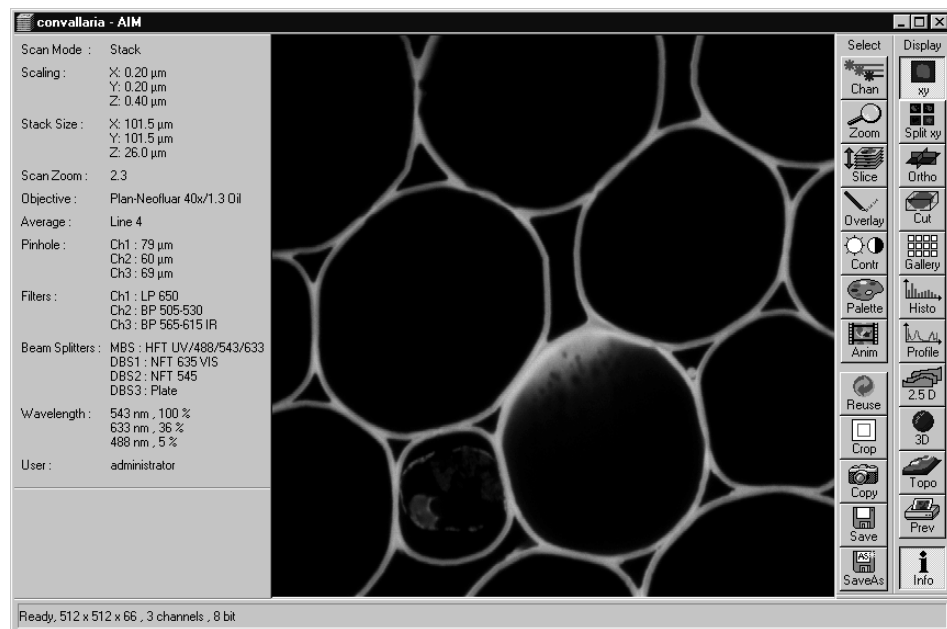 convallaria - AIM
Scan Mode : Stack
Scaling : X: 0.20 µm
Y: 0.20 µm
Z: 0.40 µm
Stack Size : X: 101.5 µm
Y: 101.5 µm
Z: 26.0 µm
Scan Zoom : 2.3
Objective : Plan-Neofluar 40x/1.3 Oil
Average : Line 4
Pinhole : Ch1 : 79 µm
Ch2 : 60 µm
Ch3 : 69 µm
Filters : Ch1 : LP 650
Ch2 : BP 505-530
Ch3 : BP 565-615 IR
Beam Splitters : MBS : HFT UV/488/543/633
DBS1 : NFT 635 VIS
DBS2 : NFT 545
DBS3 : Plate
Wavelength : 543 nm , 100 %
633 nm , 36 %
488 nm , 5 %
User : administrator
Select
Chan
Zoom
Slice
Overlay
Contr
Palette
Anim
Reuse
Crop
Copy
Save
AS
SaveAs
Display
xy
Split xy
Ortho
Cut
Gallery
Histo
Profile
2.5 D
3D
Topo
Prev
Info
Ready, 512 x 512 x 66 , 3 channels , 8 bit